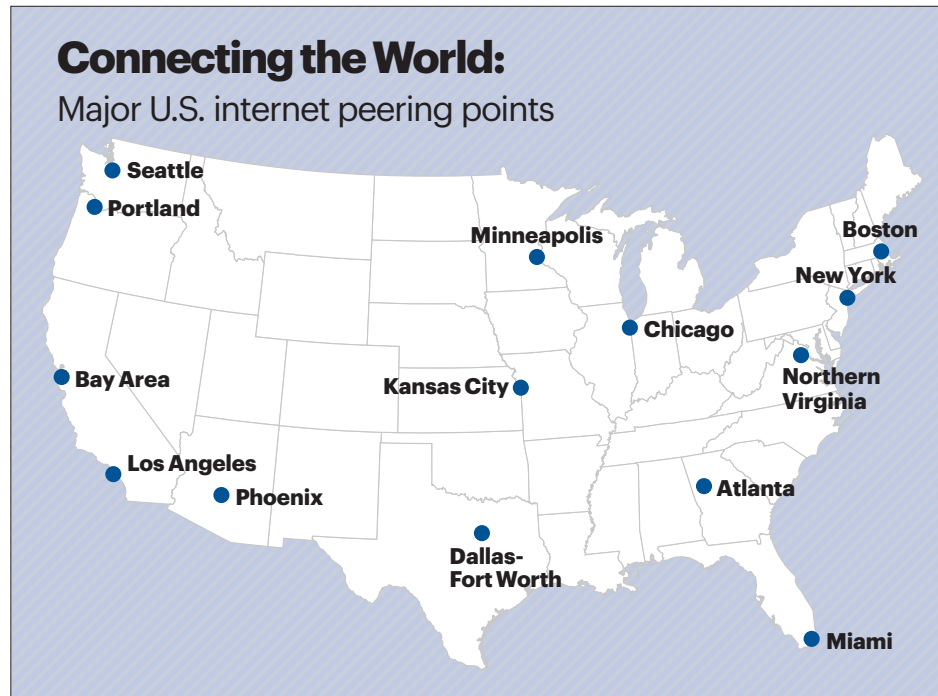 Connecting the World:
Major U.S. internet peering points
Seattle
Portland
Minneapolis
Boston
New York
Chicago
Bay Area
Kansas City
Northern
Virginia
Los Angeles
Phoenix
Atlanta
Dallas-
Fort Worth
Miami